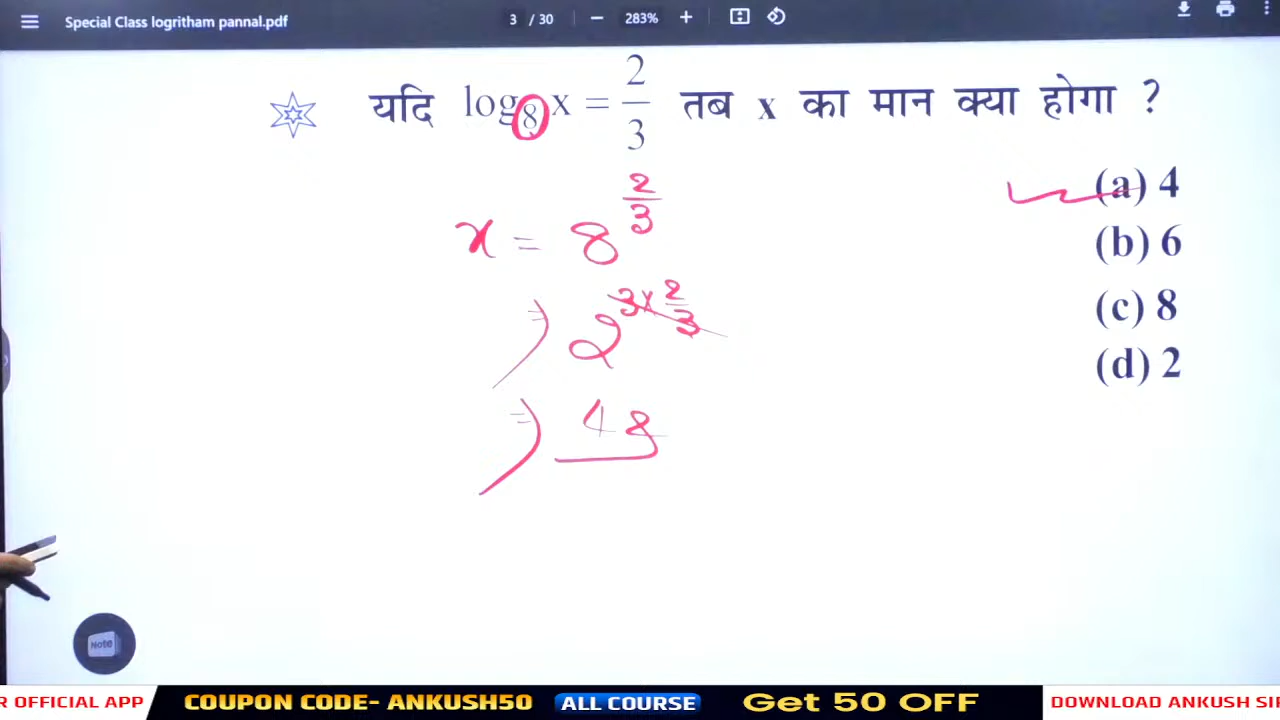 Special Class logritham pannal.pdf
3 / 30
283%
यदि log₈ x = 2/3 तब x का मान क्या होगा ?
(a) 4
(b) 6
(c) 8
(d) 2
x = 8^(2/3)
⇒ 2^(3×2/3)
⇒ 4
Note
R OFFICIAL APP
COUPON CODE- ANKUSH50
ALL COURSE
Get 50 OFF
DOWNLOAD ANKUSH SI